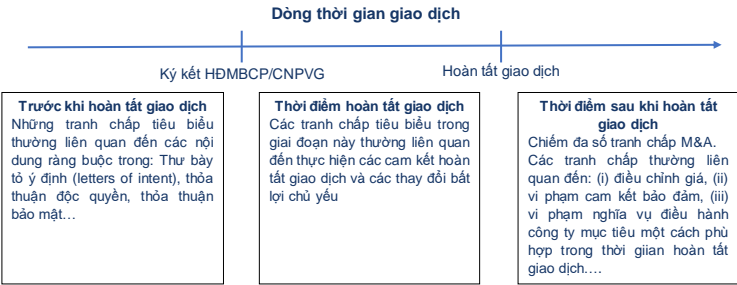 Dòng thời gian giao dịch
Ký kết HĐMBCP/CNPVG
Hoàn tất giao dịch
Trước khi hoàn tất giao dịch
Những tranh chấp tiêu biểu
thường liên quan đến các nội
dung ràng buộc trong: Thư bày
tỏ ý định (letters of intent), thỏa
thuận độc quyền, thỏa thuận
bảo mật…
Thời điểm hoàn tất giao dịch
Các tranh chấp tiêu biểu trong
giai đoạn này thường liên quan
đến thực hiện các cam kết hoàn
tất giao dịch và các thay đổi bất
lợi chủ yếu
Thời điểm sau khi hoàn tất
giao dịch
Chiếm đa số tranh chấp M&A.
Các tranh chấp thường liên
quan đến: (i) điều chỉnh giá, (ii)
vi phạm cam kết bảo đảm, (iii)
vi phạm nghĩa vụ điều hành
công ty mục tiêu một cách phù
hợp trong thời giian hoàn tất
giao dịch….